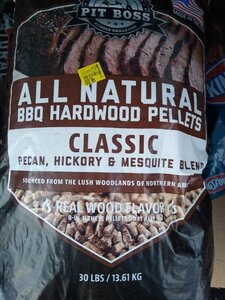 PIT BOSS
ALL NATURAL
BBQ HARDWOOD PELLETS
CLASSIC
PECAN, HICKORY & MESQUITE BLEND
SOURCED FROM THE LUSH WOODLANDS OF NORTHERN
REAL WOOD FLAVOR
30 LBS / 13.61 KG